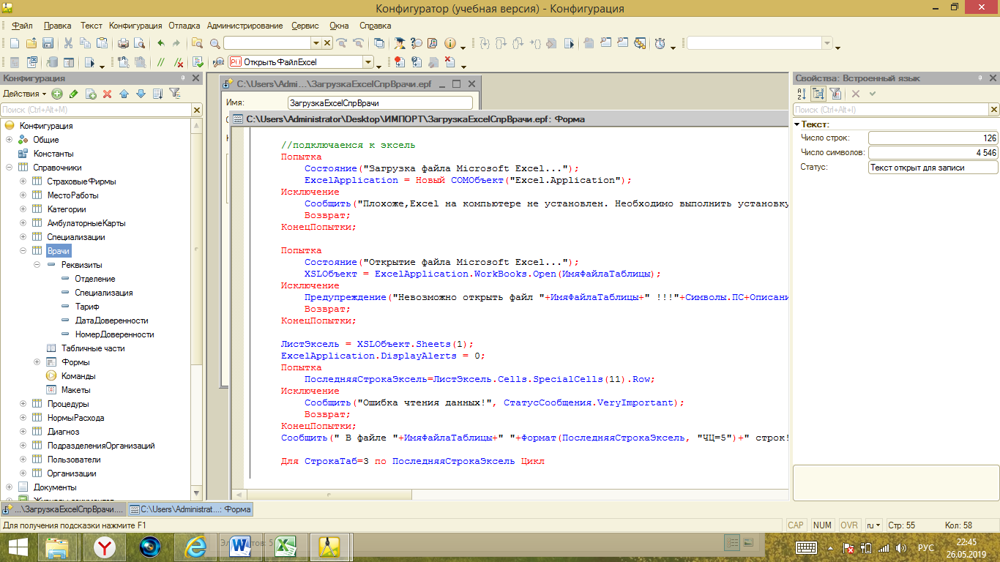 Конфигуратор (учебная версия) - Конфигурация
Файл Правка Текст Конфигурация Отладка Администрирование Сервис Окна Справка
ОткрытьФайлExcel
Конфигурация
Действия
Поиск (Ctrl+Alt+M)
Конфигурация
Общие
Константы
Справочники
СтраховыеФирмы
МестоРаботы
Категории
АмбулаторныеКарты
Специализации
Врачи
Реквизиты
Отделение
Специализация
Тариф
ДатаДоверенности
НомерДоверенности
Табличные части
Формы
Команды
Макеты
Процедуры
НормыРасхода
Диагноз
ПодразделенияОрганизаций
Пользователи
Организации
Документы
C:\Users\Admi...\ЗагрузкаExcelСпрВрачи.epf
Имя: ЗагрузкаExcelСпрВрачи
C:\Users\Administrator\Desktop\ИМПОРТ\ЗагрузкаExcelСпрВрачи.epf: Форма
//подключаемся к эксель
Попытка
Состояние("Загрузка файла Microsoft Excel...");
ExcelApplication = Новый COMОбъект("Excel.Application");
Исключение
Сообщить("Плохоже,Excel на компьютере не установлен. Необходимо выполнить установку
Возврат;
КонецПопытки;
Попытка
Состояние("Открытие файла Microsoft Excel...");
XSLОбъект = ExcelApplication.WorkBooks.Open(ИмяФайлаТаблицы);
Исключение
Предупреждение("Невозможно открыть файл "+ИмяФайлаТаблицы+" !!!"+Символы.ПС+Описани
Возврат;
КонецПопытки;
ЛистЭксель = XSLОбъект.Sheets(1);
ExcelApplication.DisplayAlerts = 0;
Попытка
ПоследняяСтрокаЭксель=ЛистЭксель.Cells.SpecialCells(11).Row;
Исключение
Сообщить("Ошибка чтения данных!", СтатусСообщения.VeryImportant);
Возврат;
КонецПопытки;
Сообщить(" В файле "+ИмяФайлаТаблицы+" "+Формат(ПоследняяСтрокаЭксель, "ЧЦ=5")+" строк!
Для СтрокаТаб=3 по ПоследняяСтрокаЭксель Цикл
Свойства: Встроенный язык
Поиск (Ctrl+Alt+I)
Текст:
Число строк: 126
Число символов: 4 546
Статус: Текст открыт для записи
...\ЗагрузкаExcelСпрВрачи....
C:\Users\Administrat...: Форма
Для получения подсказки нажмите F1
CAP NUM OVR ru Стр: 55 Кол: 58
РУС
22:45
26.05.2019